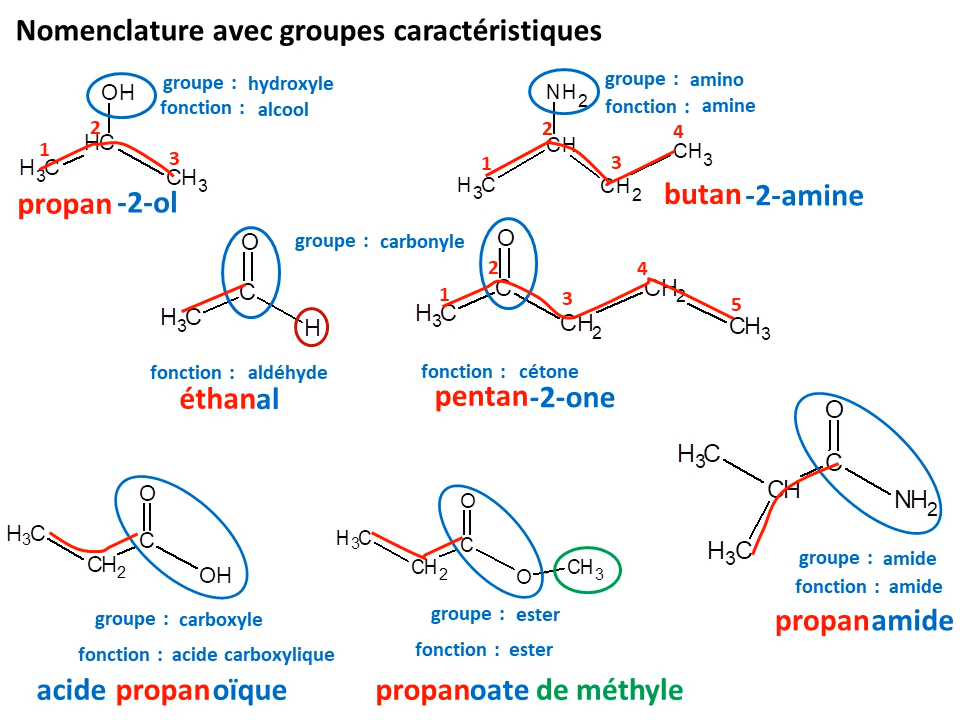 Nomenclature avec groupes caractéristiques
OH
groupe : hydroxyle
fonction : alcool
2
HC
1
3
H3C
CH3
propan -2-ol
NH2
groupe : amino
fonction : amine
2
4
CH
1
3
CH3
H3C
CH2
butan -2-amine
O
groupe : carbonyle
C
H3C
H
fonction : aldéhyde
éthanal
O
2
4
C
1
3
CH2
5
H3C
CH2
CH3
fonction : cétone
pentan -2-one
O
H3C
C
CH
NH2
H3C
groupe : amide
fonction : amide
propanamide
O
H3C
C
CH2
OH
groupe : carboxyle
fonction : acide carboxylique
acide propanoïque
O
H3C
C
CH2
O
CH3
groupe : ester
fonction : ester
propanoate de méthyle